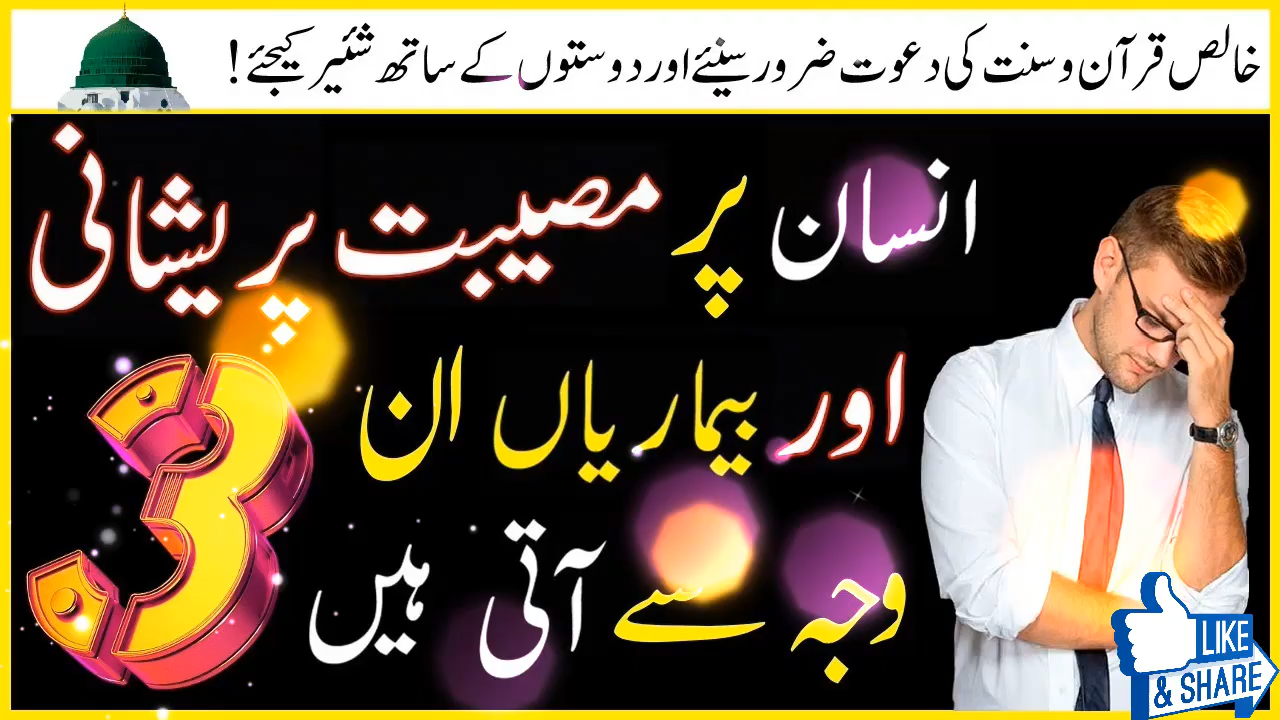 خالص قرآن و سنت کی دعوت ضرور سنیئے اور دوستوں کے ساتھ شئیر کیجئے !
انسان پر مصیبت پریشانی
اور بیماریاں ان 3
وجہ سے آتی ہیں
LIKE
& SHARE